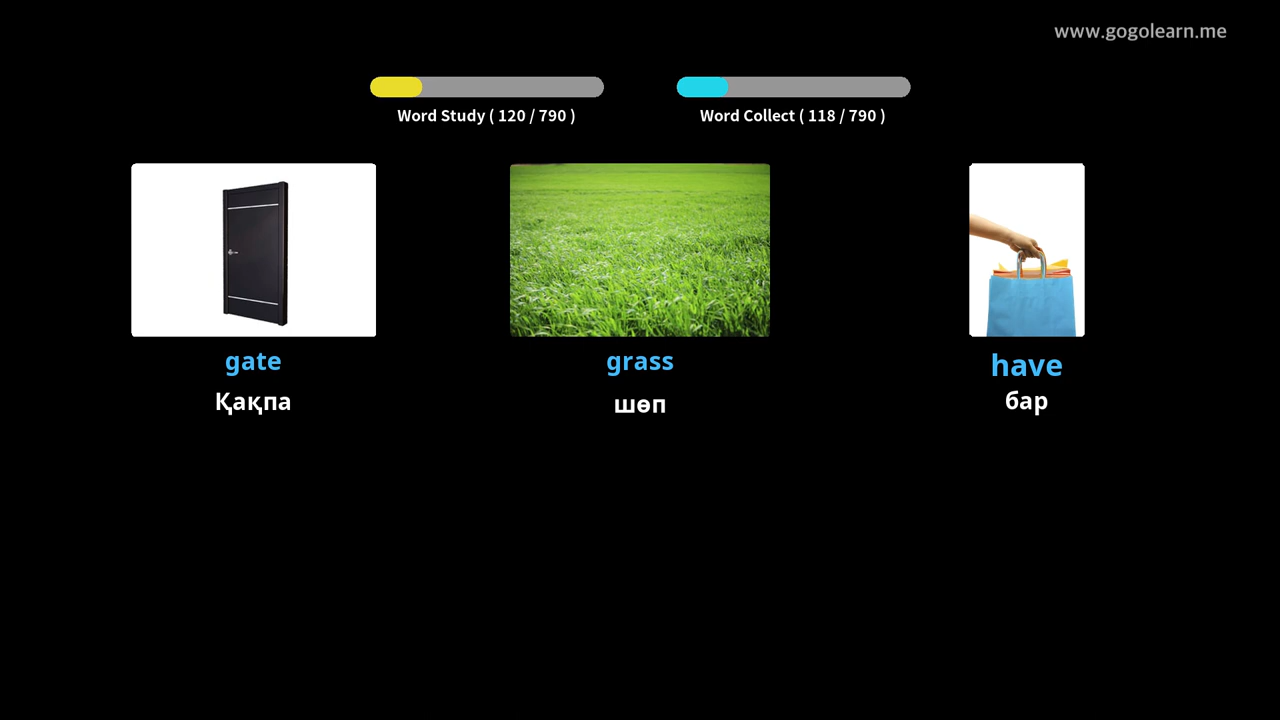 www.gogolearn.me
Word Study ( 120 / 790 )
Word Collect ( 118 / 790 )
gate
grass
have
Қақпа
шөп
бар